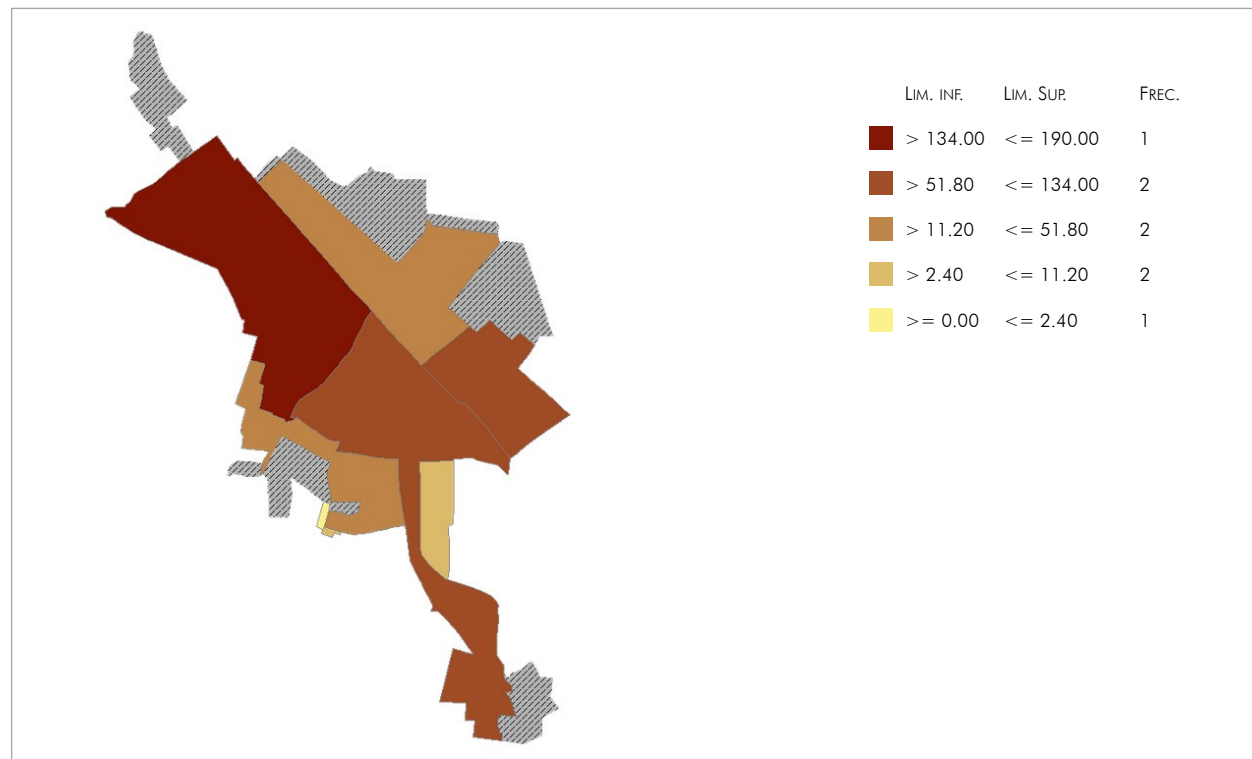 Lim. inf. Lim. Sup. Frec.
> 134.00 <= 190.00 1
> 51.80 <= 134.00 2
> 11.20 <= 51.80 2
> 2.40 <= 11.20 2
>= 0.00 <= 2.40 1